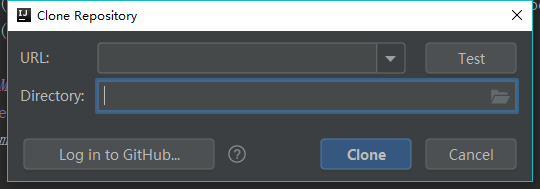 Clone Repository
URL:
Test
Directory:
Log in to GitHub...
?
Clone
Cancel